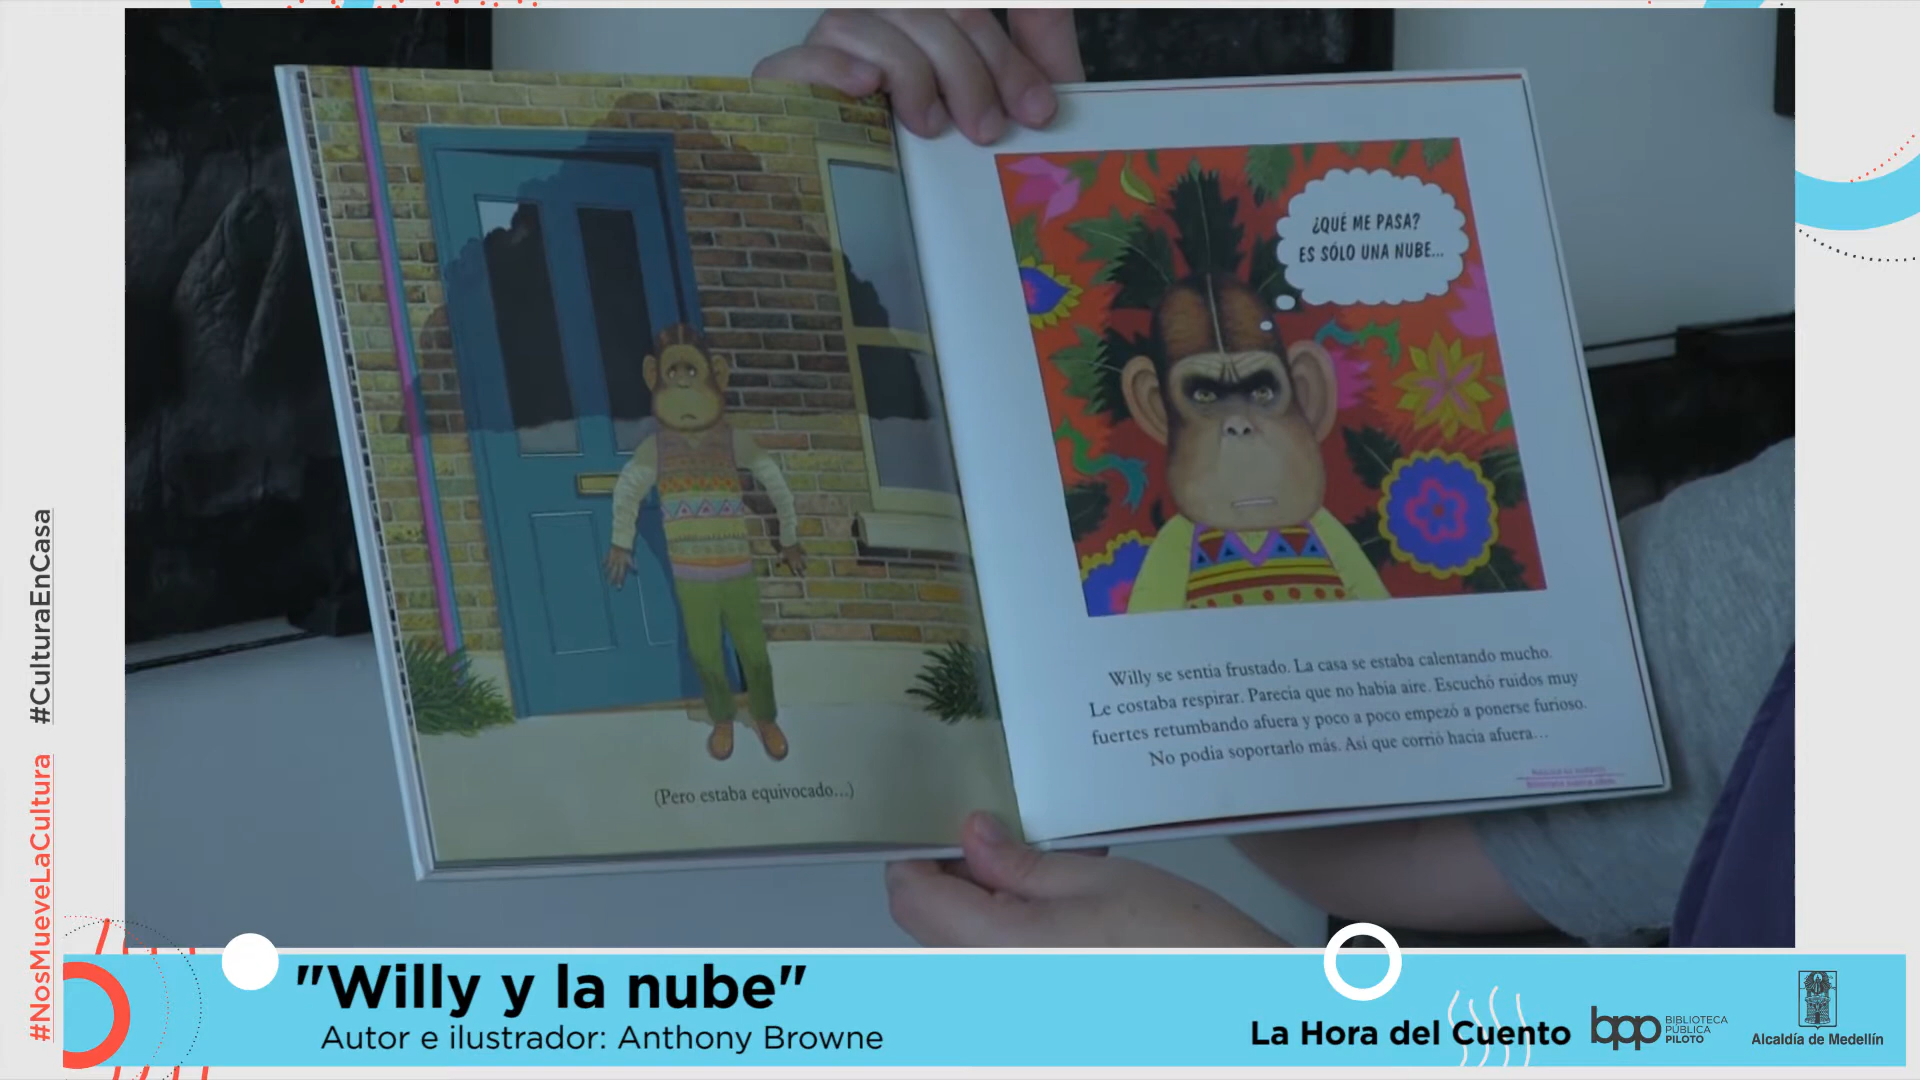 (Pero estaba equivocado...)
¿QUÉ ME PASA?
ES SÓLO UNA NUBE...
Willy se sentía frustado. La casa se estaba calentando mucho.
Le costaba respirar. Parecía que no había aire. Escuchó ruidos muy
fuertes retumbando afuera y poco a poco empezó a ponerse furioso.
No podía soportarlo más. Así que corrió hacia afuera...
#NosMueveLaCultura #CulturaEnCasa
"Willy y la nube"
Autor e ilustrador: Anthony Browne
La Hora del Cuento
bpp
BIBLIOTECA
PÚBLICA
PILOTO
Alcaldía de Medellín